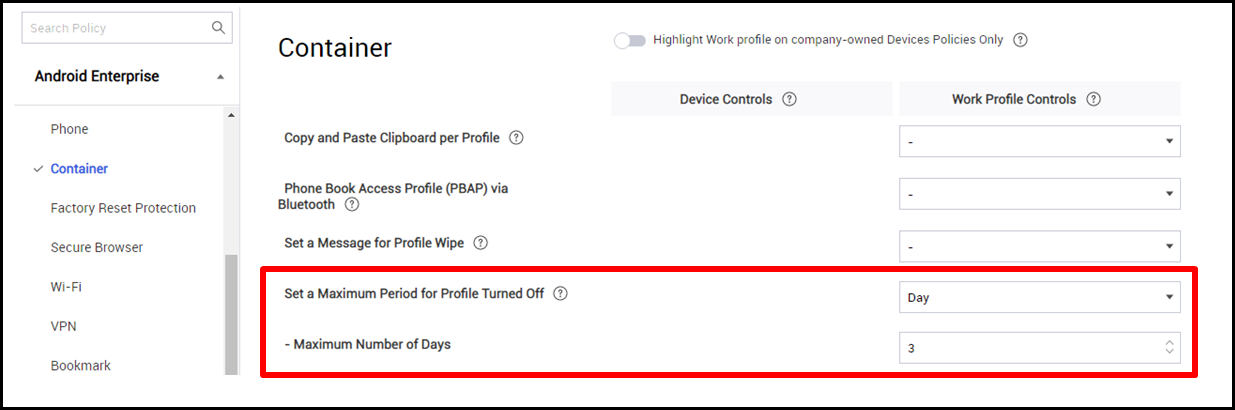 Search Policy
Android Enterprise
Phone
Container
Factory Reset Protection
Secure Browser
Wi-Fi
VPN
Bookmark
Container
Highlight Work profile on company-owned Devices Policies Only ?
Device Controls ?
Work Profile Controls ?
Copy and Paste Clipboard per Profile ?
-
Phone Book Access Profile (PBAP) via
Bluetooth ?
-
Set a Message for Profile Wipe ?
-
Set a Maximum Period for Profile Turned Off ?
Day
- Maximum Number of Days
3